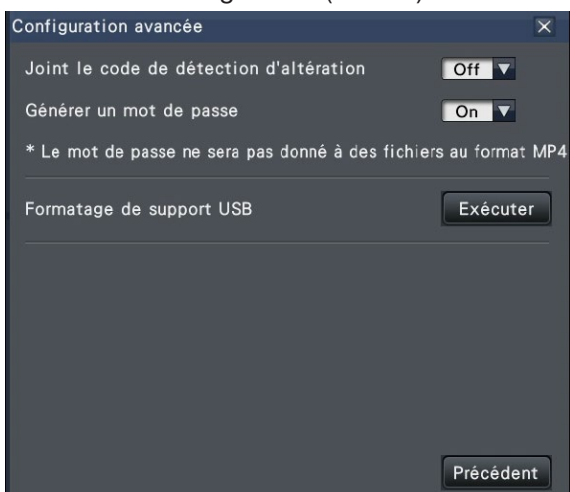 Configuration avancée
Joint le code de détection d'altération Off
Générer un mot de passe On
* Le mot de passe ne sera pas donné à des fichiers au format MP4
Formatage de support USB Exécuter
Précédent